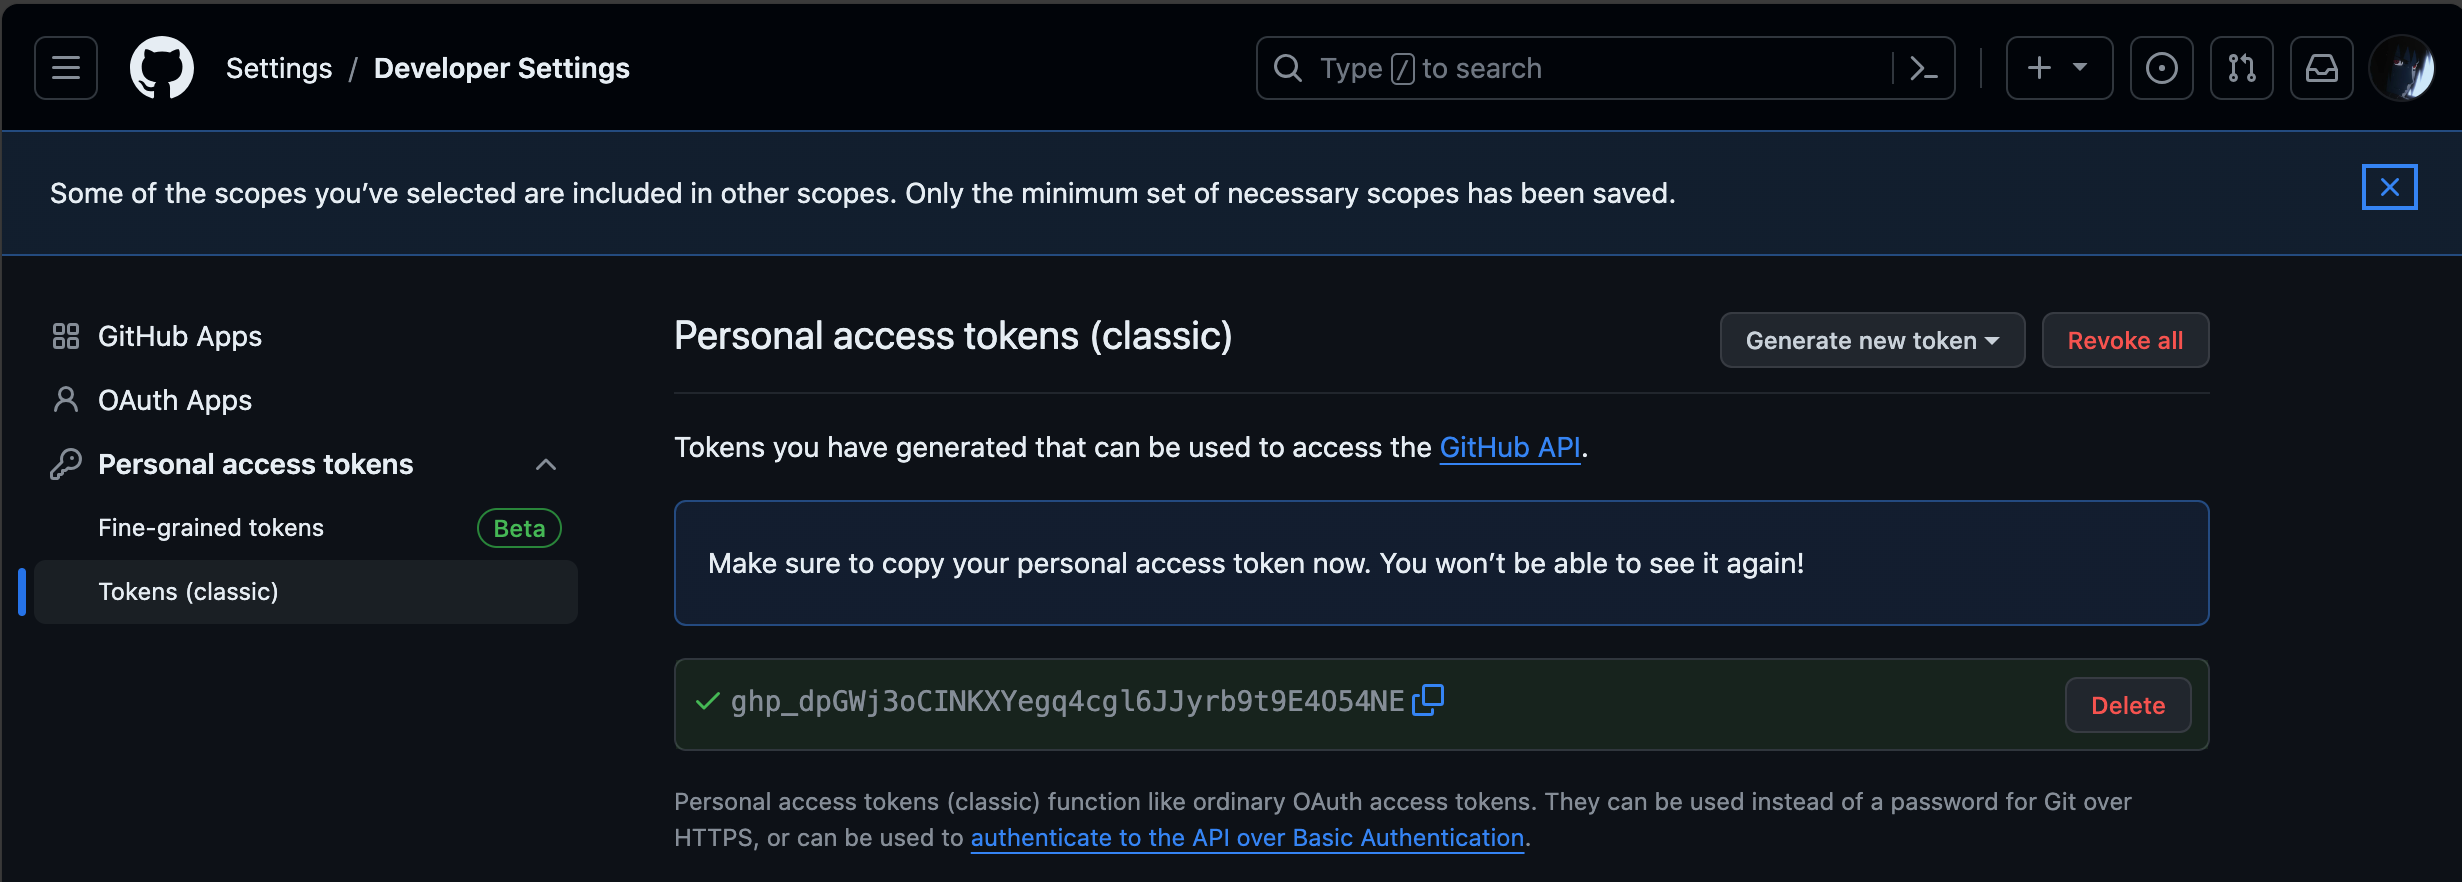 Settings / Developer Settings
Type / to search
Some of the scopes you’ve selected are included in other scopes. Only the minimum set of necessary scopes has been saved.
GitHub Apps
OAuth Apps
Personal access tokens
Fine-grained tokens Beta
Tokens (classic)
Personal access tokens (classic)
Generate new token
Revoke all
Tokens you have generated that can be used to access the GitHub API.
Make sure to copy your personal access token now. You won’t be able to see it again!
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
Delete
Personal access tokens (classic) function like ordinary OAuth access tokens. They can be used instead of a password for Git over
HTTPS, or can be used to authenticate to the API over Basic Authentication.